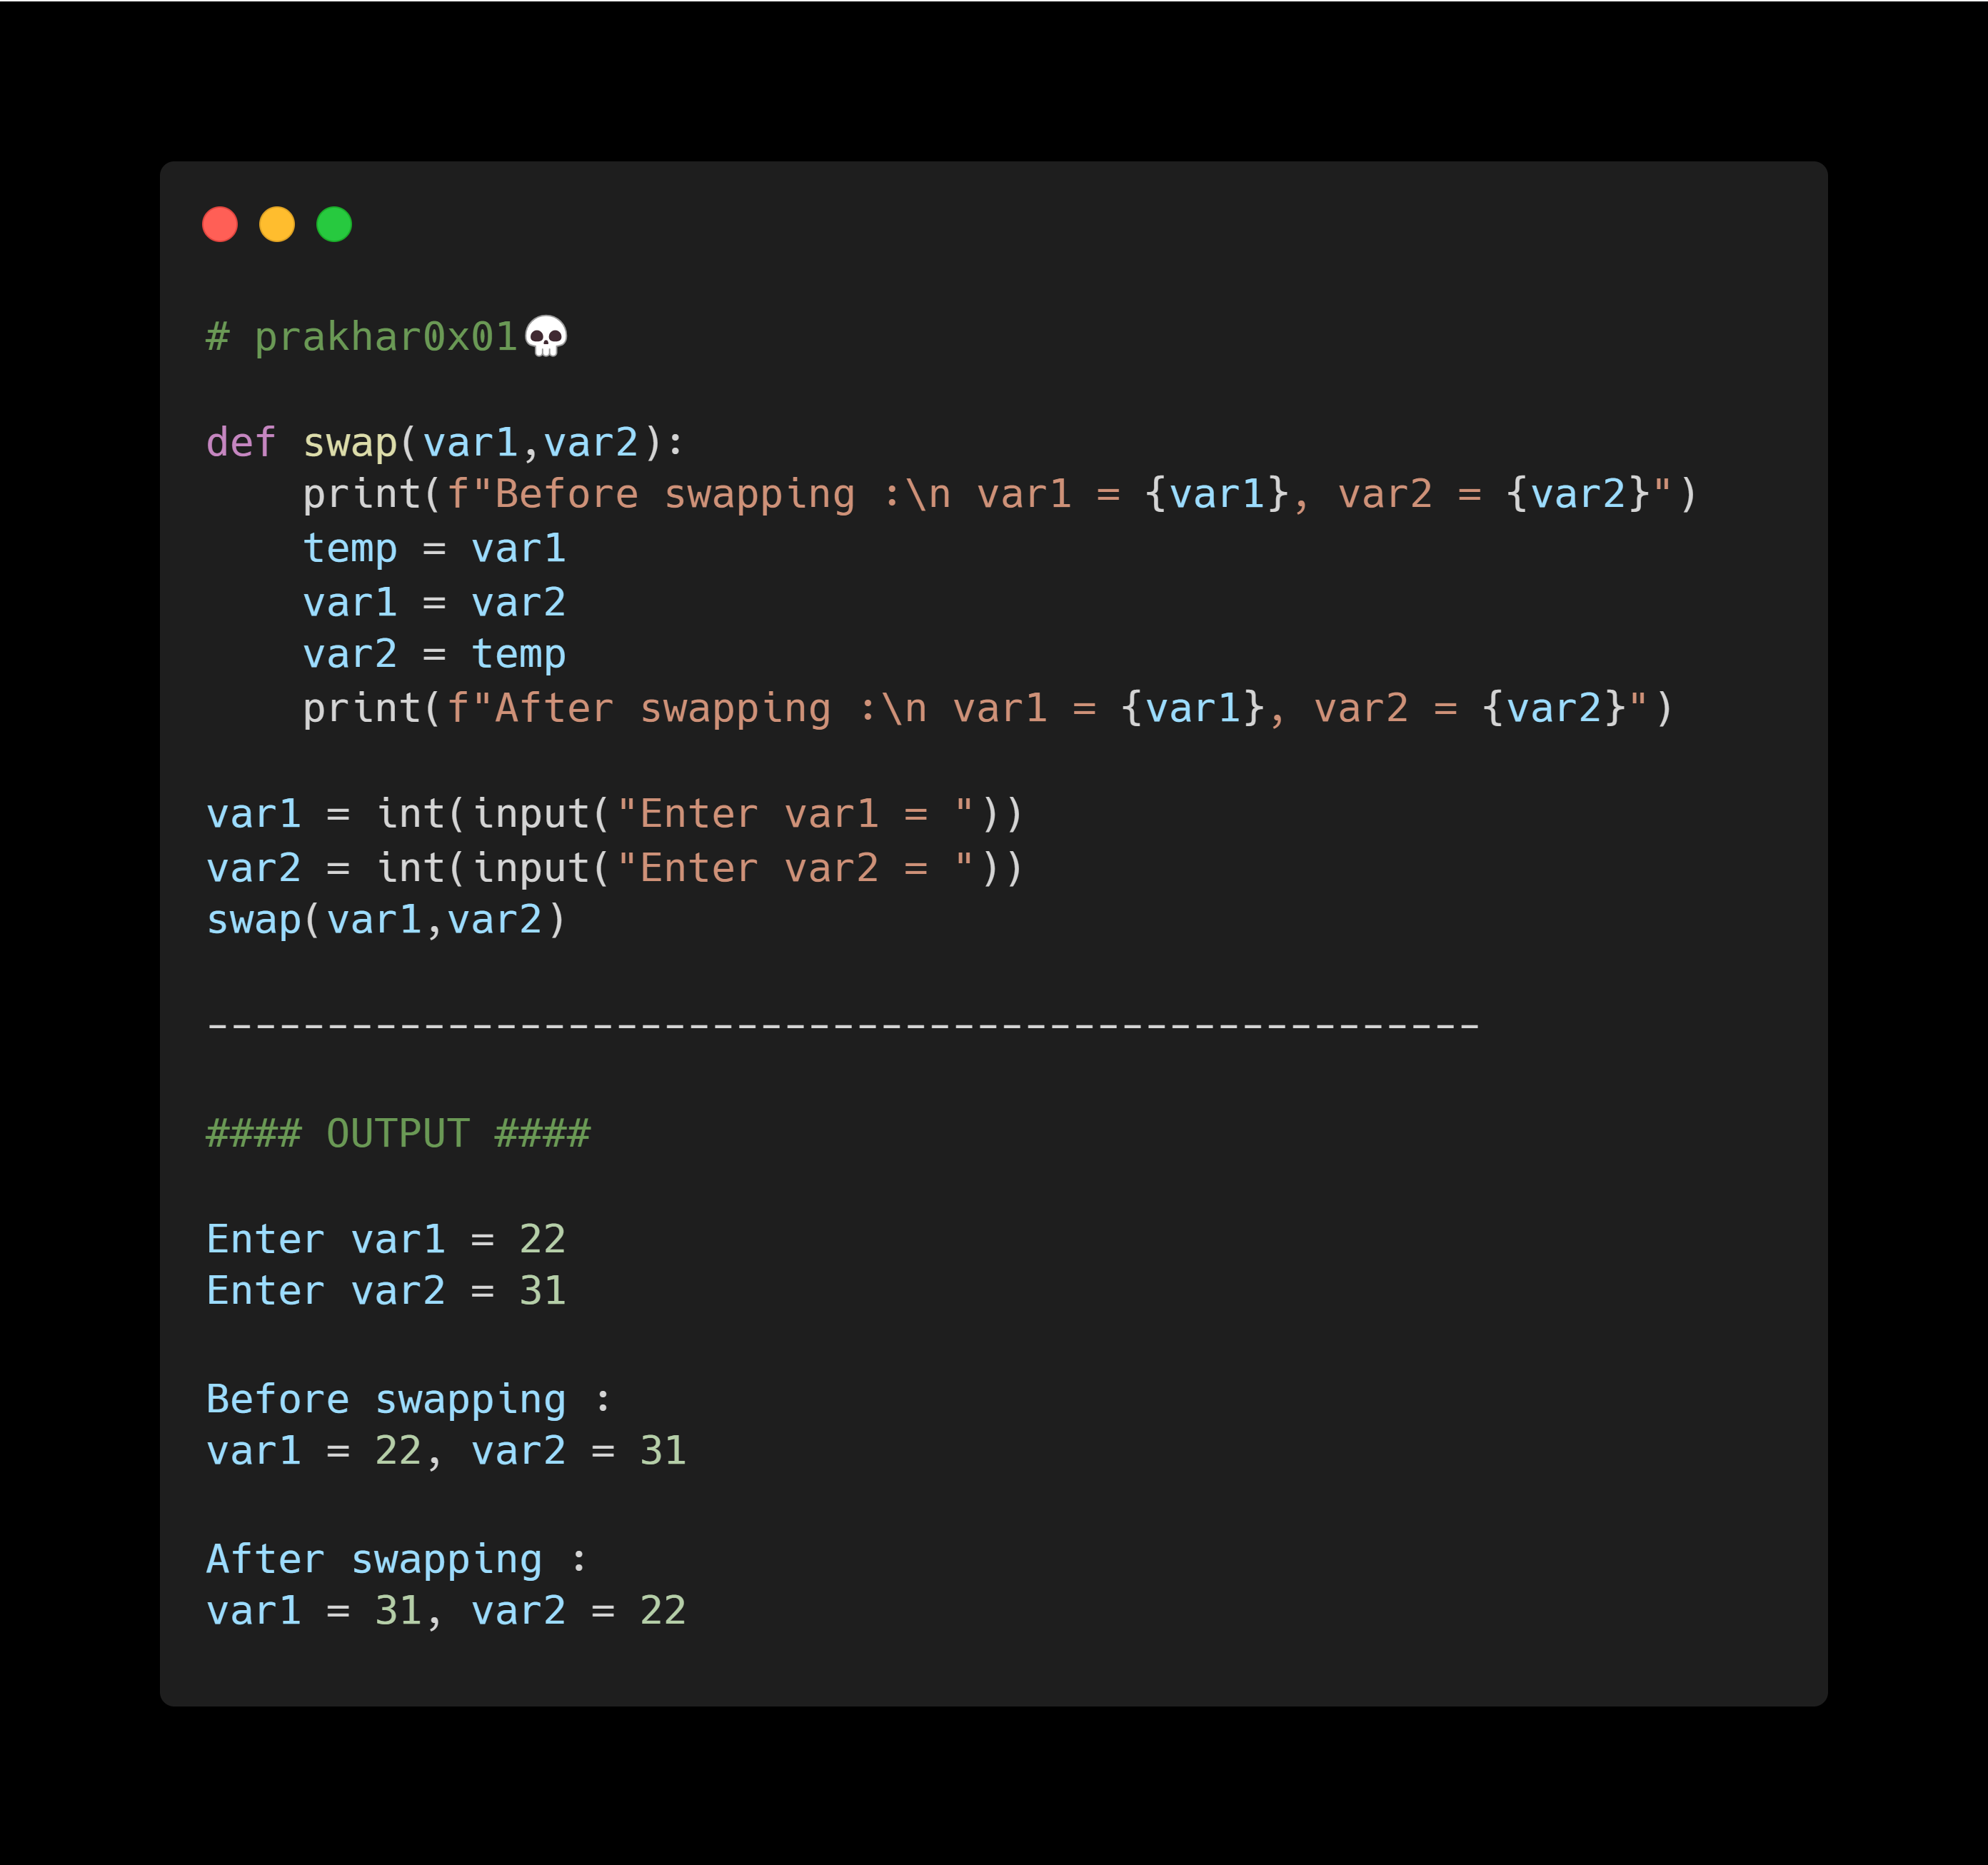 # prakhar0x01💀
def swap(var1,var2):
    print(f"Before swapping :\n var1 = {var1}, var2 = {var2}")
    temp = var1
    var1 = var2
    var2 = temp
    print(f"After swapping :\n var1 = {var1}, var2 = {var2}")
var1 = int(input("Enter var1 = "))
var2 = int(input("Enter var2 = "))
swap(var1,var2)
-----------------------------------------------------
#### OUTPUT ####
Enter var1 = 22
Enter var2 = 31
Before swapping :
var1 = 22, var2 = 31
After swapping :
var1 = 31, var2 = 22